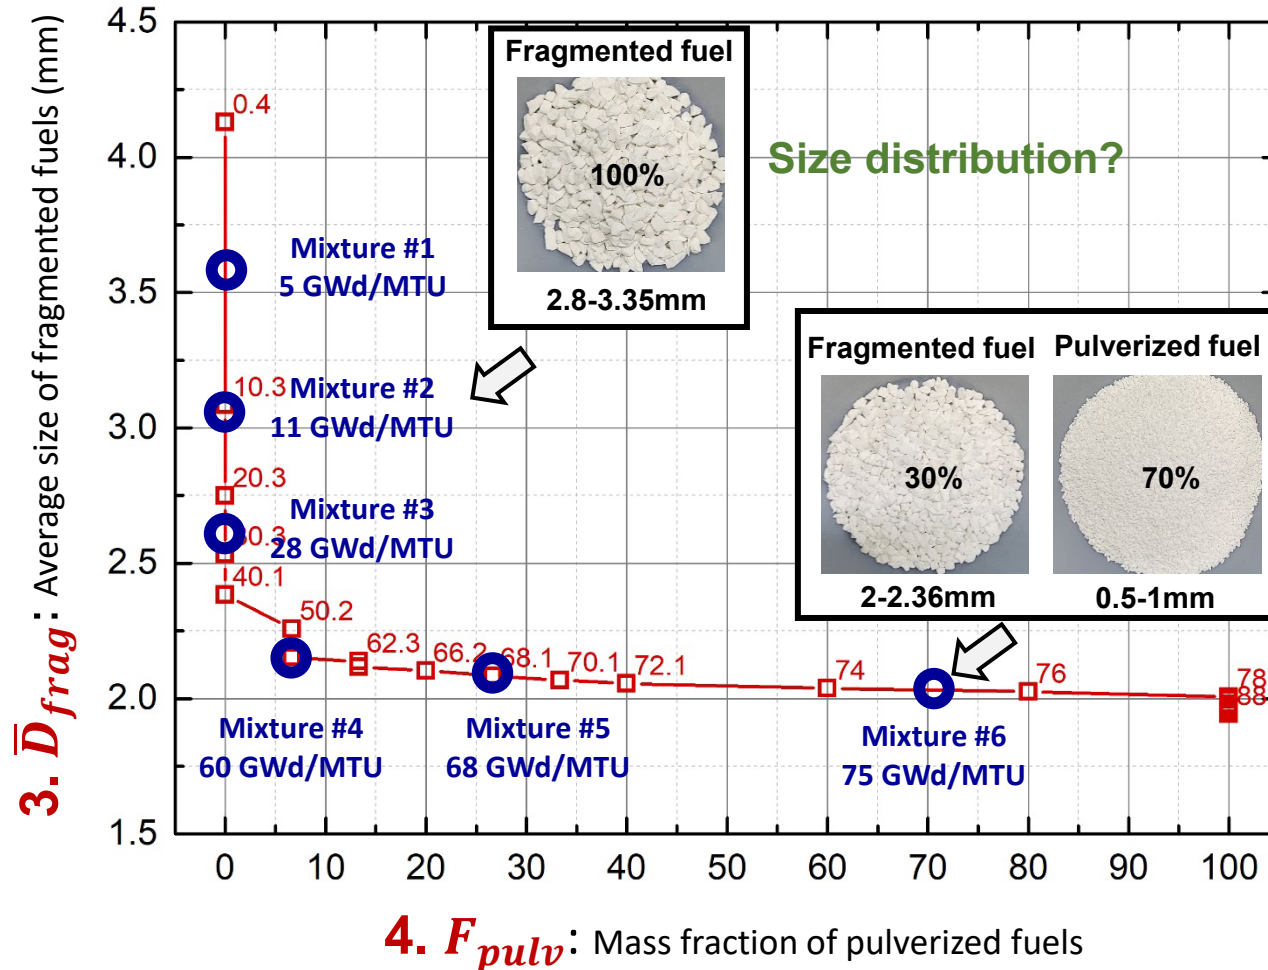 4.5
4.0
3.5
3.0
2.5
2.0
1.5
3. D̅frag: Average size of fragmented fuels (mm)
0.4
10.3
20.3
30.3
40.1
50.2
62.3
66.2
68.1
70.1
72.1
74
76
78
88
Mixture #1
5 GWd/MTU
Mixture #2
11 GWd/MTU
Mixture #3
28 GWd/MTU
Mixture #4
60 GWd/MTU
Mixture #5
68 GWd/MTU
Mixture #6
75 GWd/MTU
Fragmented fuel
100%
2.8-3.35mm
Size distribution?
Fragmented fuel Pulverized fuel
30% 70%
2-2.36mm 0.5-1mm
0 10 20 30 40 50 60 70 80 90 100
4. Fpulv: Mass fraction of pulverized fuels